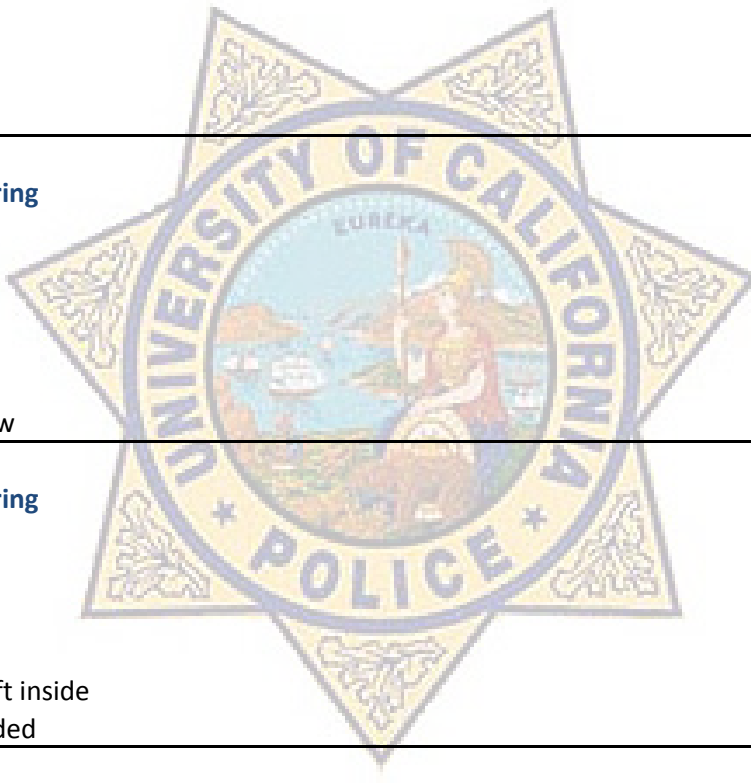 ring
UNIVERSITY OF CALIFORNIA
EUREKA
w
ring
POLICE
ft inside
ded